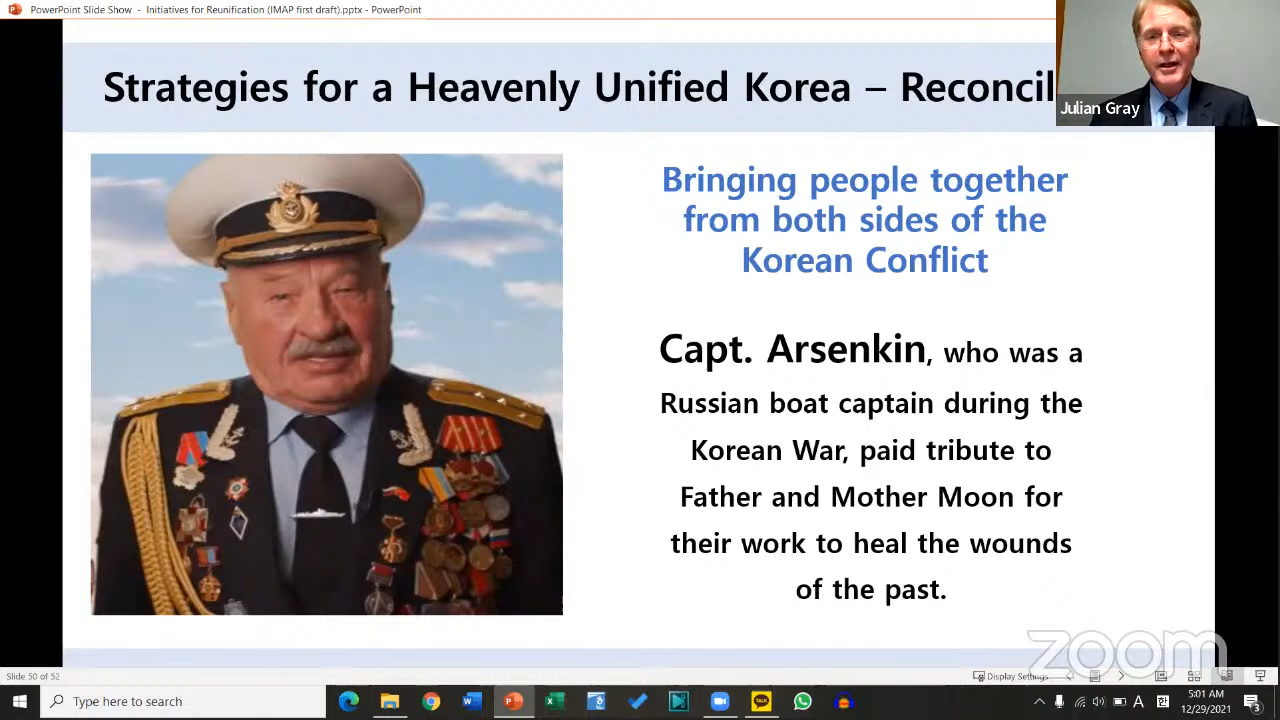 PowerPoint Slide Show - Initiatives for Reunification (IMAP first draft).pptx - PowerPoint
Strategies for a Heavenly Unified Korea – Reconcil
Julian Gray
Bringing people together
from both sides of the
Korean Conflict
Capt. Arsenkin, who was a
Russian boat captain during the
Korean War, paid tribute to
Father and Mother Moon for
their work to heal the wounds
of the past.
zoom
Slide 50 of 52
Display Settings
Type here to search
TALK
A
한
5:01 AM
12/29/2021
3